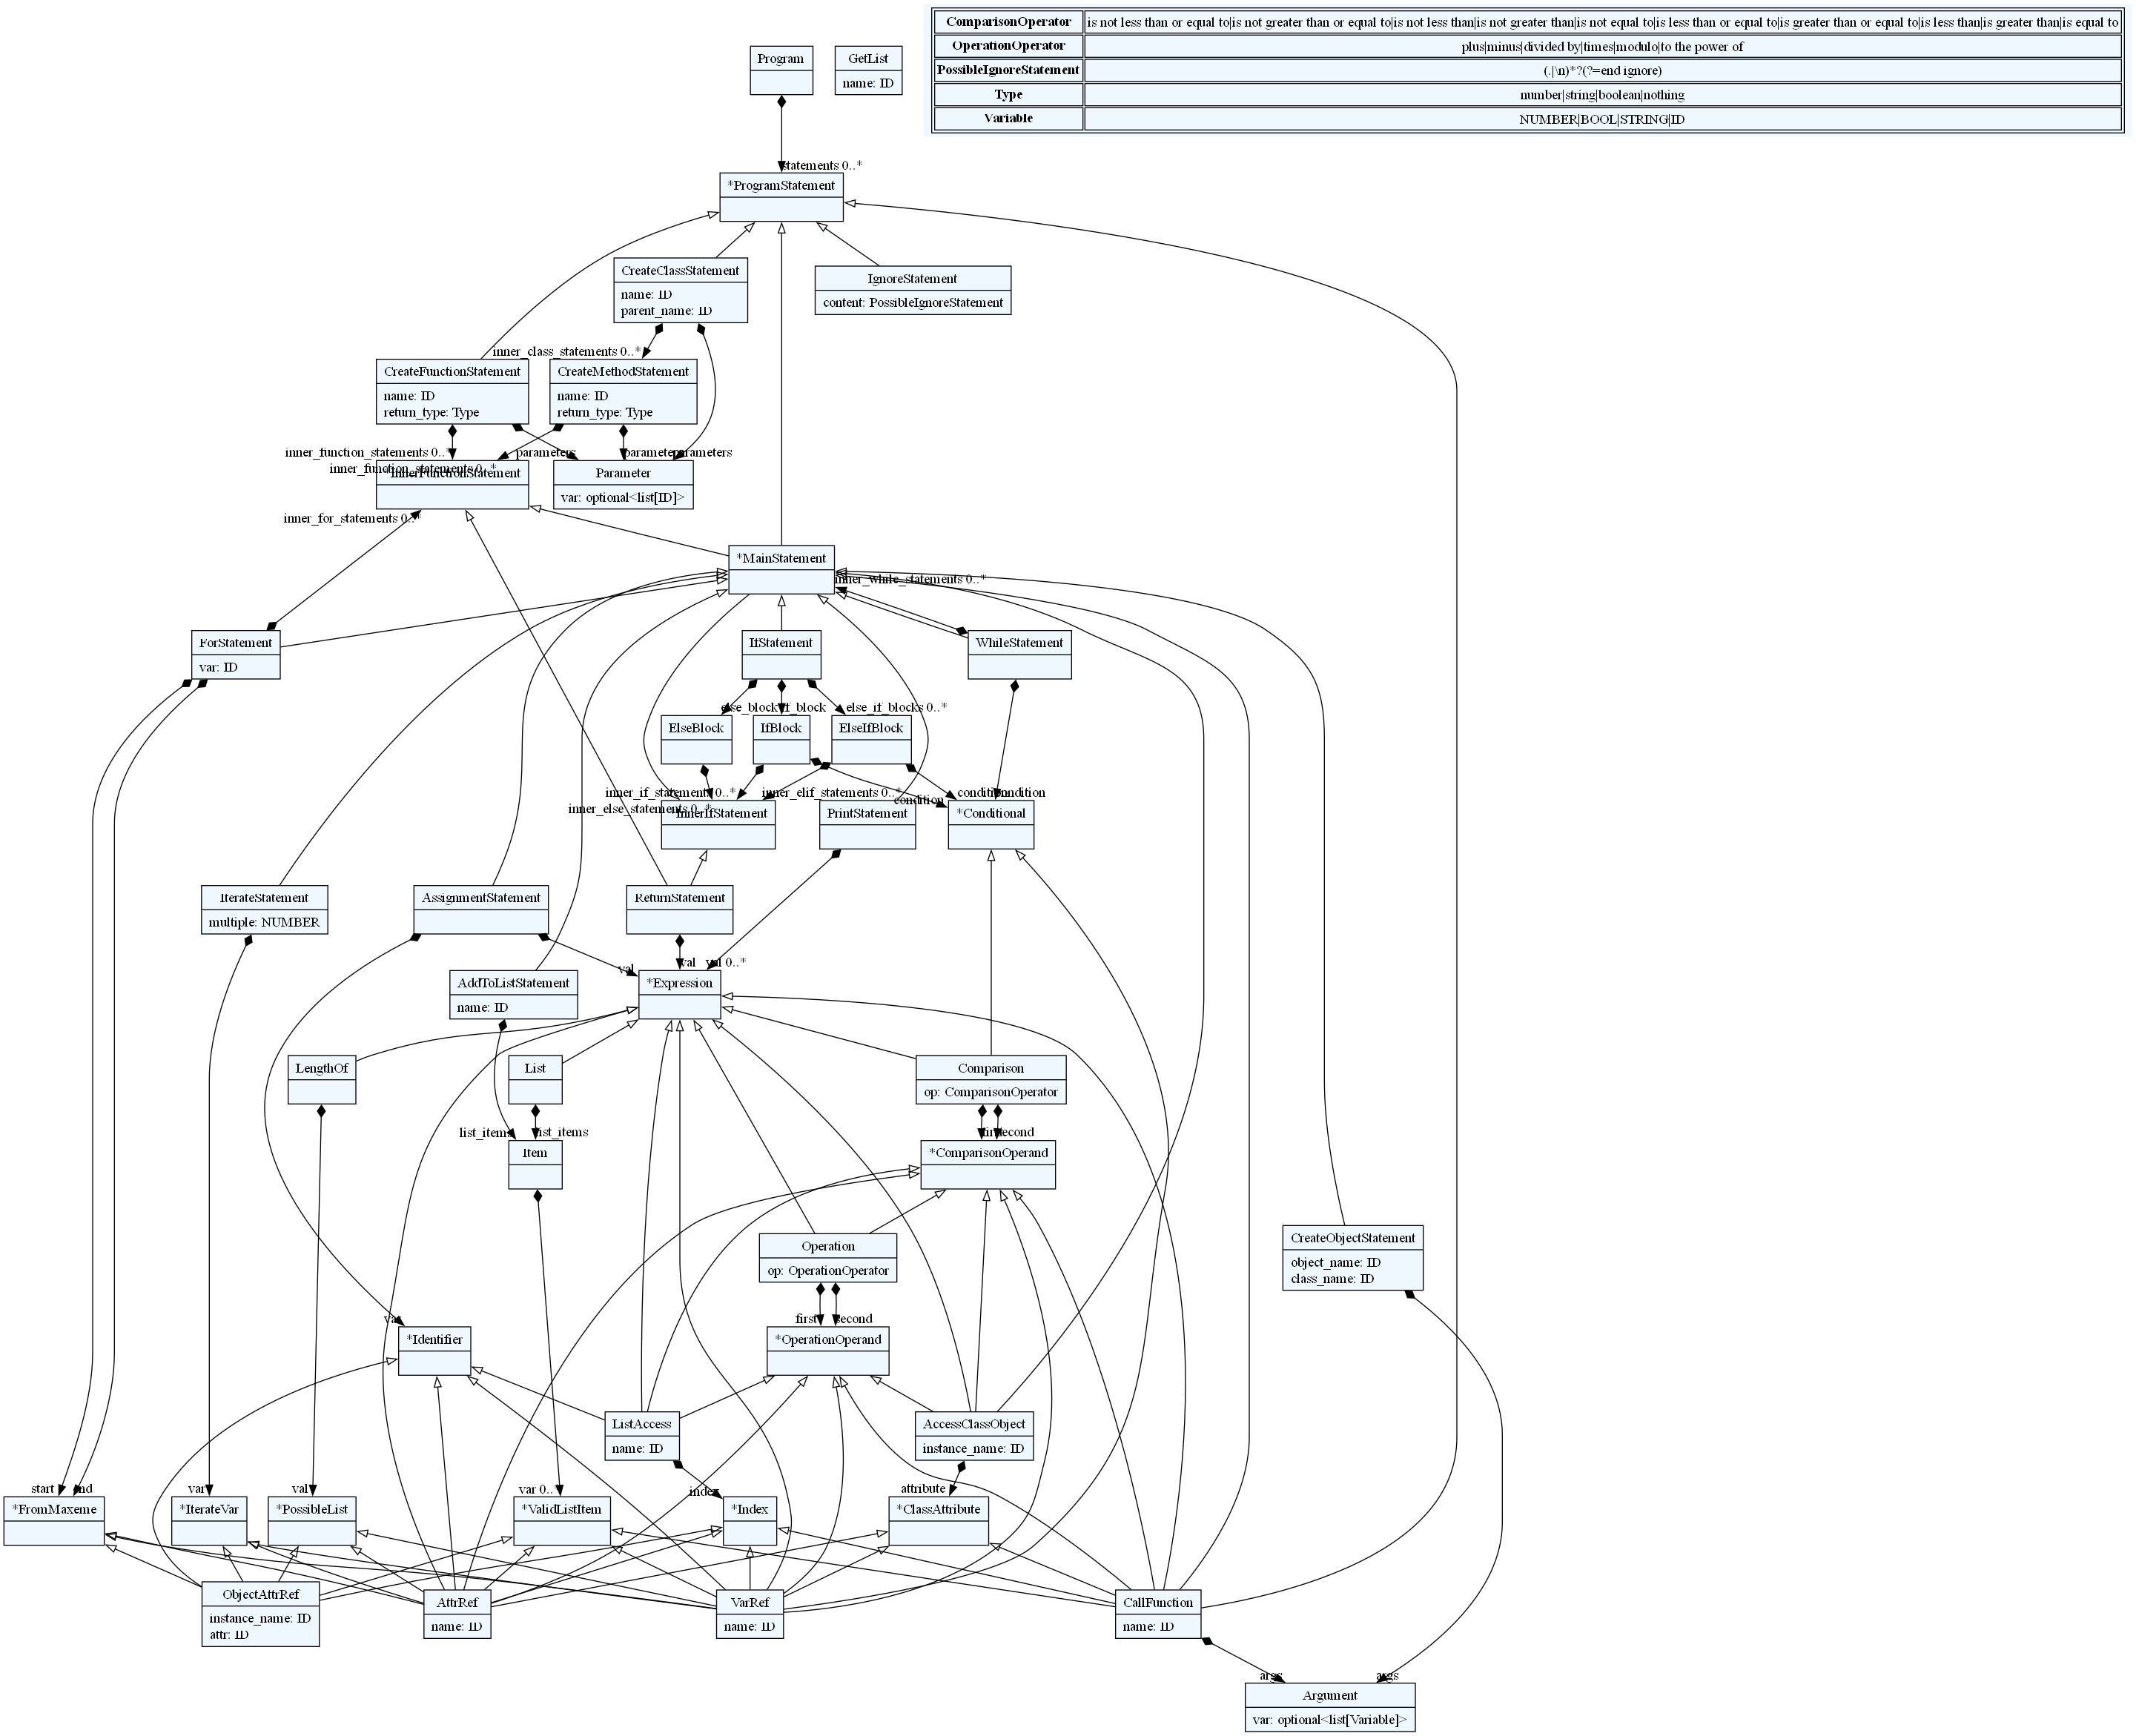 ComparisonOperator is not less than or equal to|is not greater than or equal to|is not less than|is not greater than|is not equal to|is less than or equal to|is greater than or equal to|is less than|is greater than|is equal to
OperationOperator plus|minus|divided by|times|modulo|to the power of
PossibleIgnoreStatement (.|\n)*?(?=end ignore)
Type number|string|boolean|nothing
Variable NUMBER|BOOL|STRING|ID
Program
GetList
name: ID
statements 0..*
*ProgramStatement
CreateClassStatement
name: ID
parent_name: ID
IgnoreStatement
content: PossibleIgnoreStatement
inner_class_statements 0..*
CreateFunctionStatement
name: ID
return_type: Type
CreateMethodStatement
name: ID
return_type: Type
inner_function_statements 0..*
parameters
parameters
parameters
inner_function_statements 0..*
*InnerFunctionStatement
Parameter
var: optional<list[ID]>
inner_for_statements 0..*
*MainStatement
inner_while_statements 0..*
ForStatement
var: ID
IfStatement
WhileStatement
else_block
if_block
else_if_blocks 0..*
ElseBlock
IfBlock
ElseIfBlock
inner_if_statements 0..*
inner_elif_statements 0..*
condition
condition
condition
inner_else_statements 0..*
*InnerIfStatement
PrintStatement
*Conditional
IterateStatement
multiple: NUMBER
AssignmentStatement
ReturnStatement
val
val
val 0..*
AddToListStatement
name: ID
*Expression
LengthOf
List
Comparison
op: ComparisonOperator
list_items
list_items
first
second
Item
*ComparisonOperand
Operation
op: OperationOperator
CreateObjectStatement
object_name: ID
class_name: ID
var
first
second
*Identifier
*OperationOperand
ListAccess
name: ID
AccessClassObject
instance_name: ID
start
end
var
val
var 0..*
index
attribute
*FromMaxeme
*IterateVar
*PossibleList
*ValidListItem
*Index
*ClassAttribute
ObjectAttrRef
instance_name: ID
attr: ID
AttrRef
name: ID
VarRef
name: ID
CallFunction
name: ID
args
args
Argument
var: optional<list[Variable]>